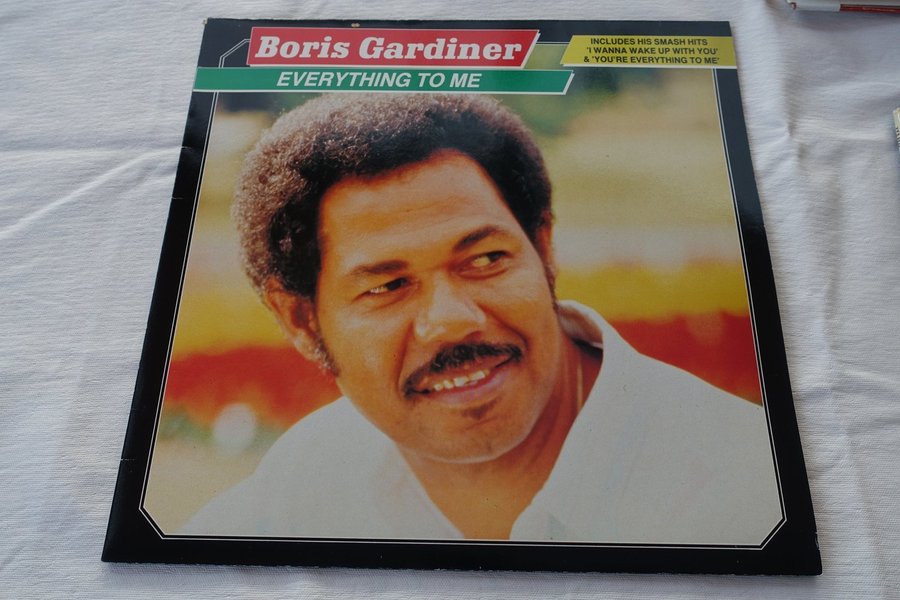 Boris Gardiner
EVERYTHING TO ME
INCLUDES HIS SMASH HITS
'I WANNA WAKE UP WITH YOU'
& 'YOU'RE EVERYTHING TO ME'